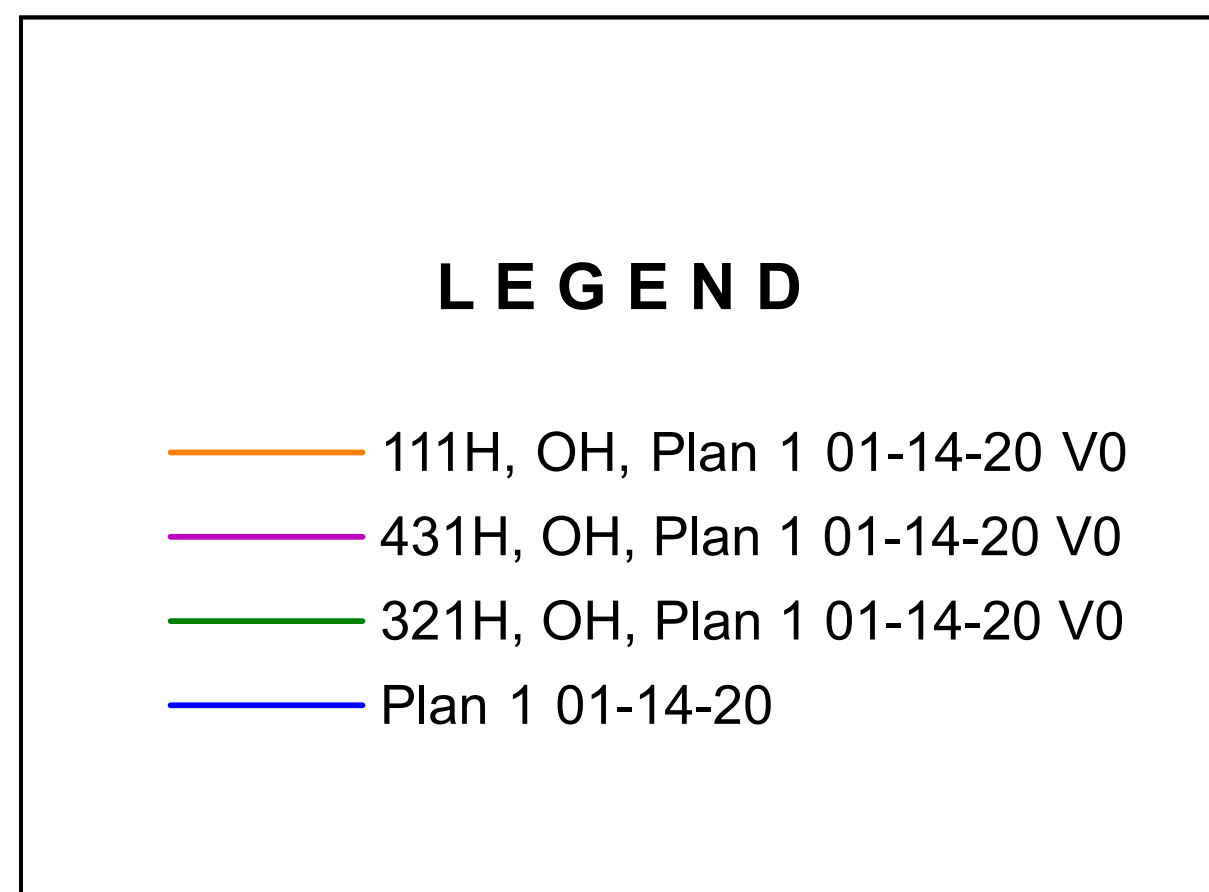 LEGEND
111H, OH, Plan 1 01-14-20 V0
431H, OH, Plan 1 01-14-20 V0
321H, OH, Plan 1 01-14-20 V0
Plan 1 01-14-20